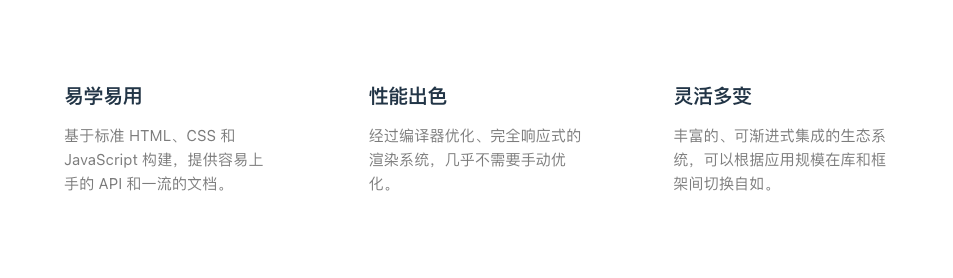 易学易用
基于标准 HTML、CSS 和
JavaScript 构建，提供容易上
手的 API 和一流的文档。
性能出色
经过编译器优化、完全响应式的
渲染系统，几乎不需要手动优
化。
灵活多变
丰富的、可渐进式集成的生态系
统，可以根据应用规模在库和框
架间切换自如。